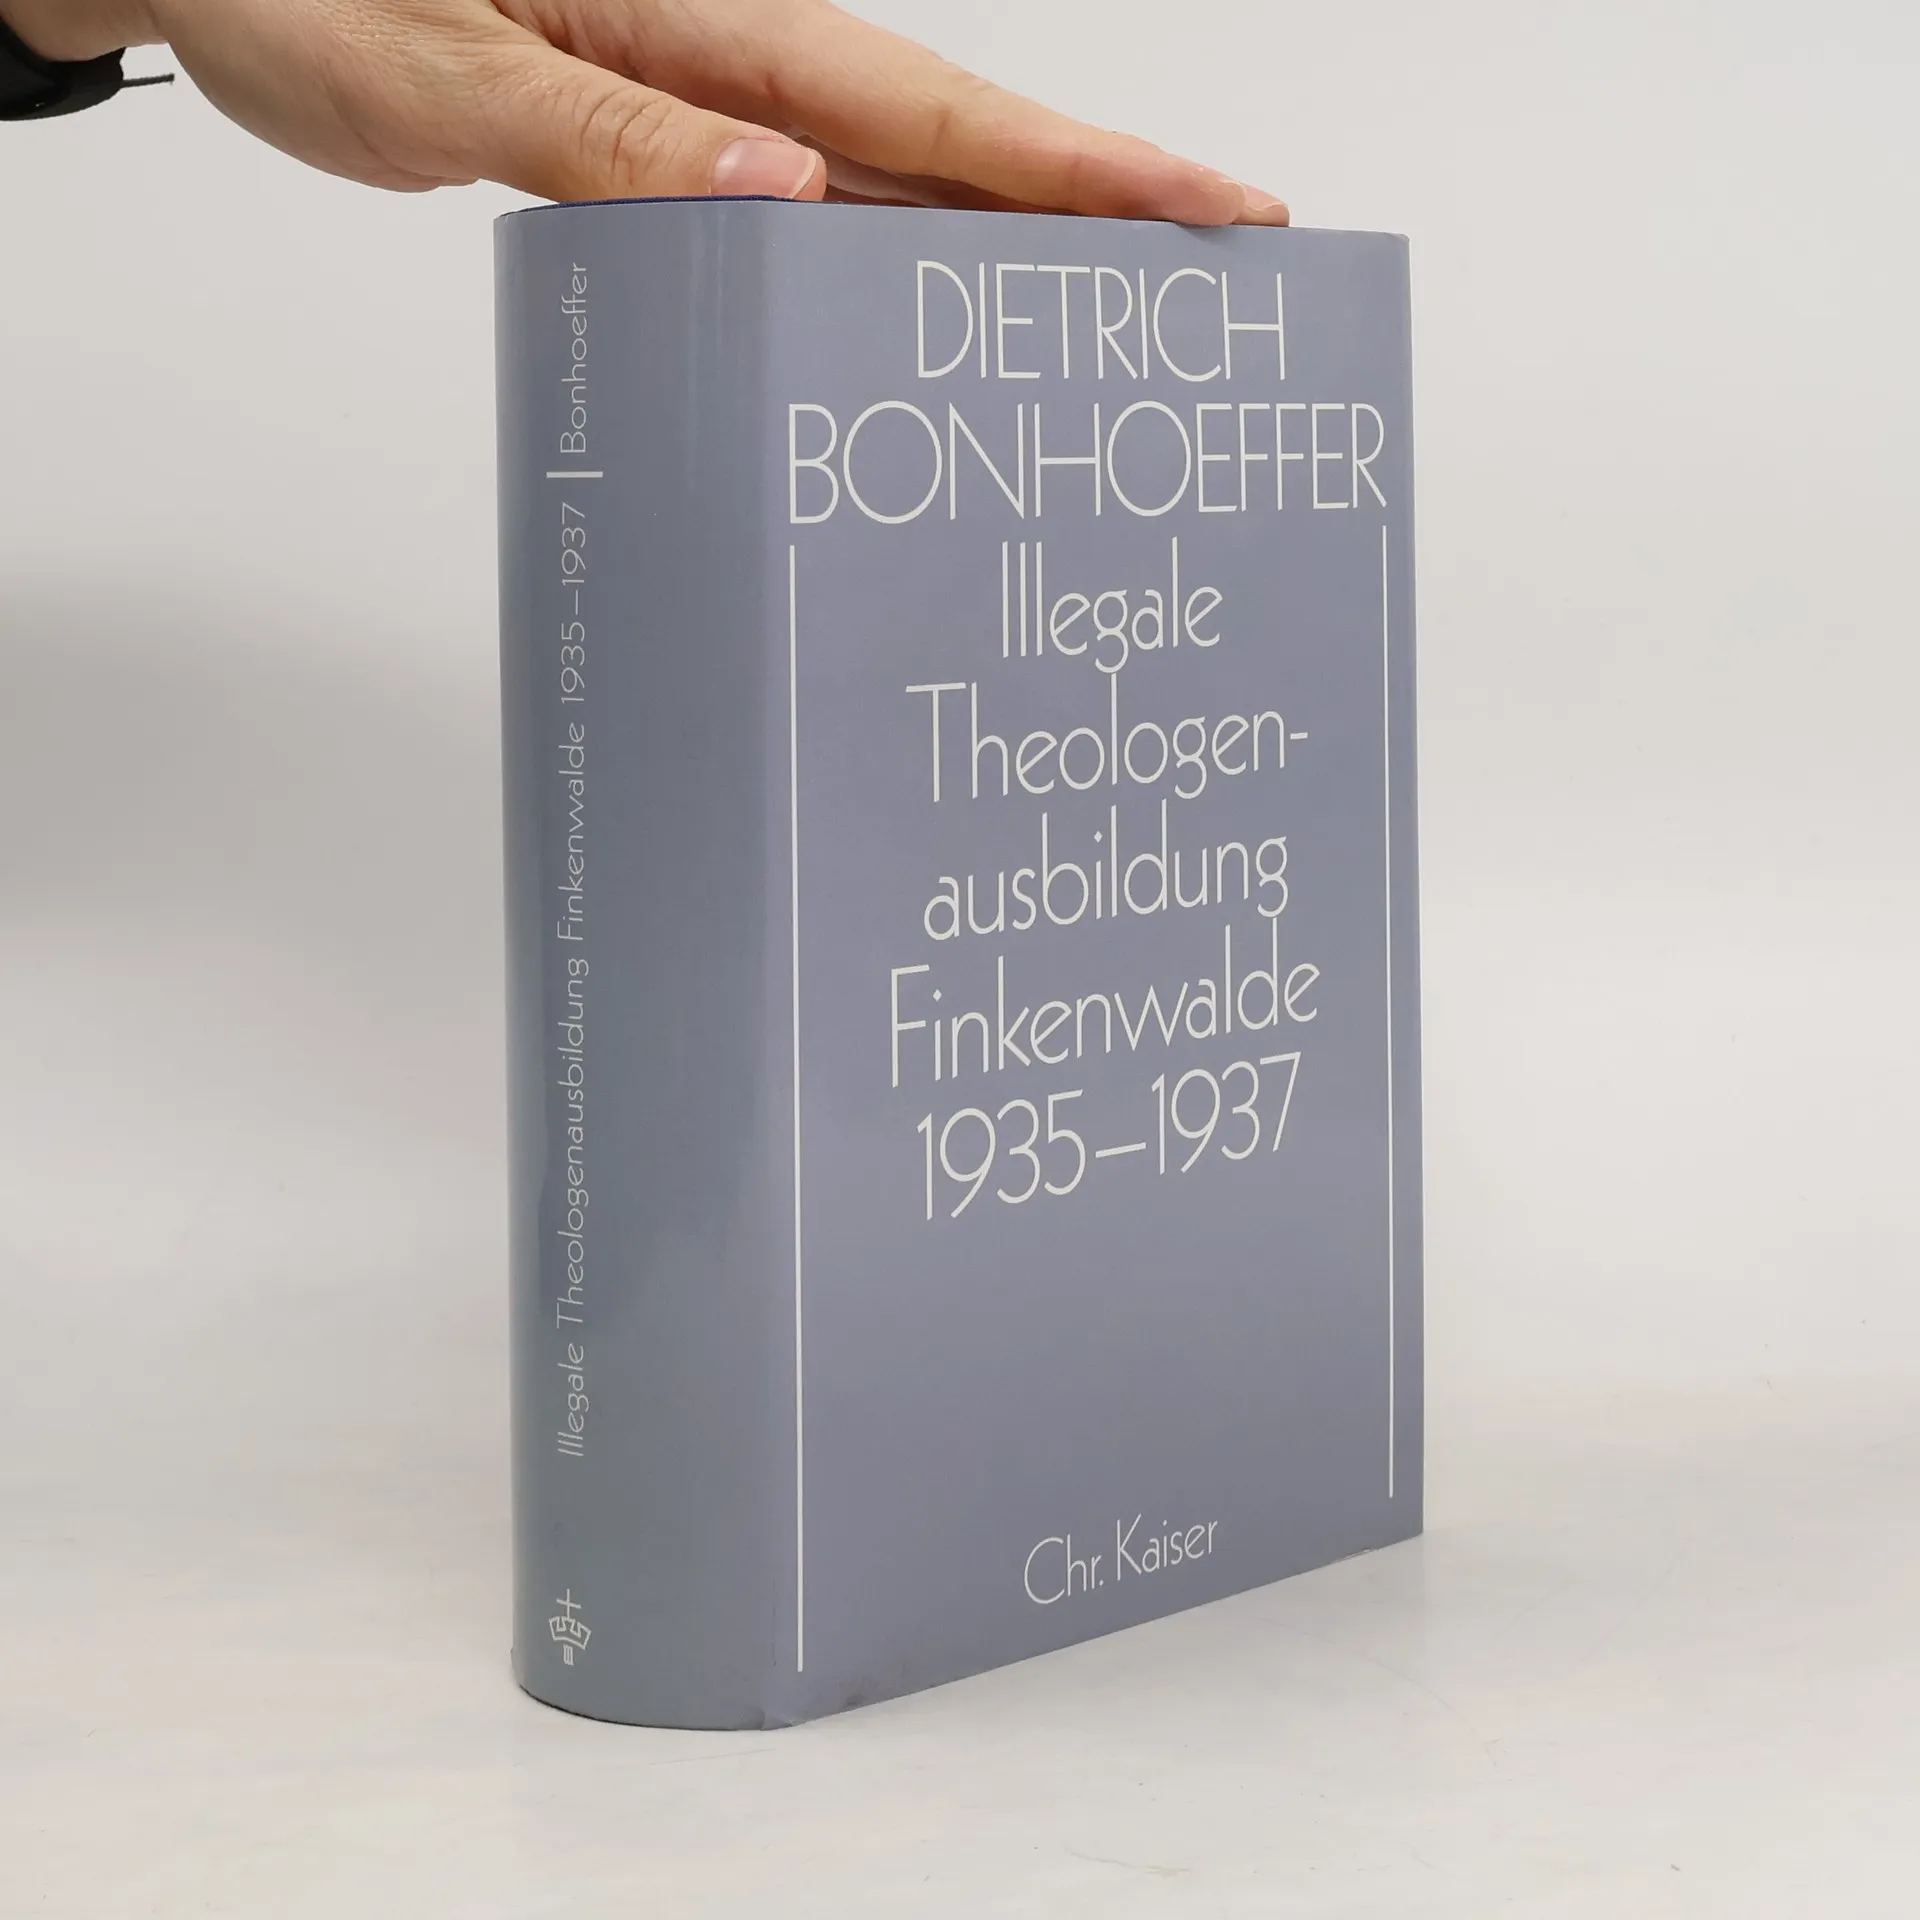 Illegale Theologenausbildung Finkenwalde 1935–1937 | Bonhoeffer
DIETRICH
BONHOEFFER
Illegale
Theologen-
ausbildung
Finkenwalde
1935–1937
Chr. Kaiser